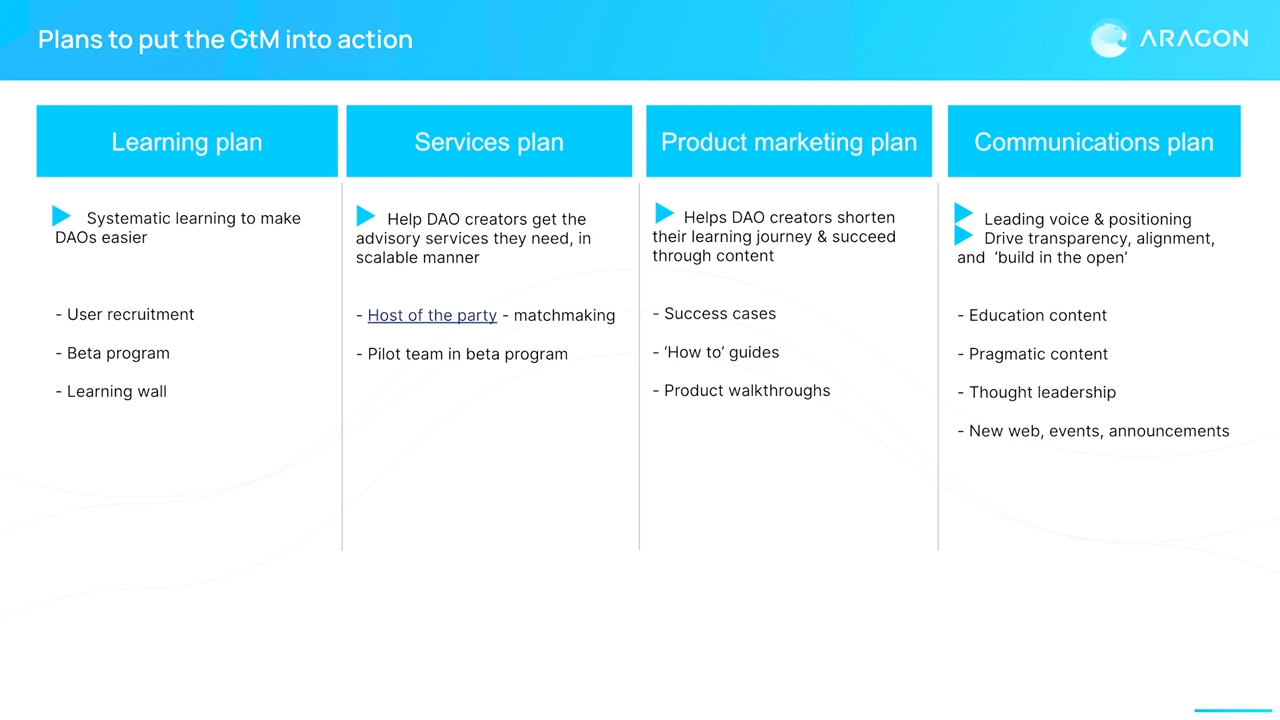 Plans to put the GtM into action
ARAGON
Learning plan
Systematic learning to make
DAOs easier
- User recruitment
- Beta program
- Learning wall
Services plan
Help DAO creators get the
advisory services they need, in
scalable manner
- Host of the party - matchmaking
- Pilot team in beta program
Product marketing plan
Helps DAO creators shorten
their learning journey & succeed
through content
- Success cases
- ‘How to’ guides
- Product walkthroughs
Communications plan
Leading voice & positioning
Drive transparency, alignment,
and ‘build in the open’
- Education content
- Pragmatic content
- Thought leadership
- New web, events, announcements